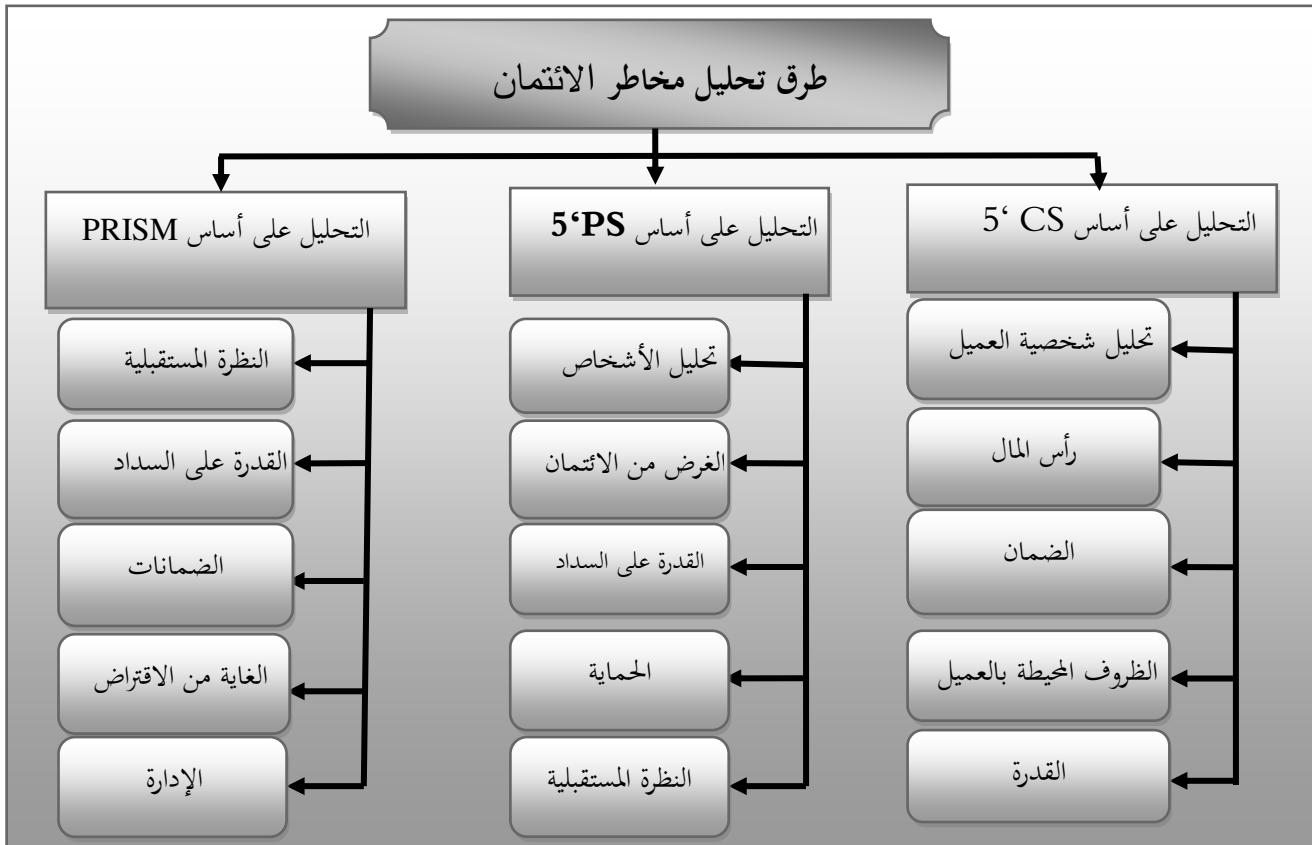 طرق تحليل مخاطر الائتمان
التحليل على أساس 5‘ CS
تحليل شخصية العميل
رأس المال
الضمان
الظروف المحيطة بالعميل
القدرة
التحليل على أساس 5‘PS
تحليل الأشخاص
الغرض من الائتمان
القدرة على السداد
الحماية
النظرة المستقبلية
التحليل على أساس PRISM
النظرة المستقبلية
القدرة على السداد
الضمانات
الغاية من الاقتراض
الإدارة